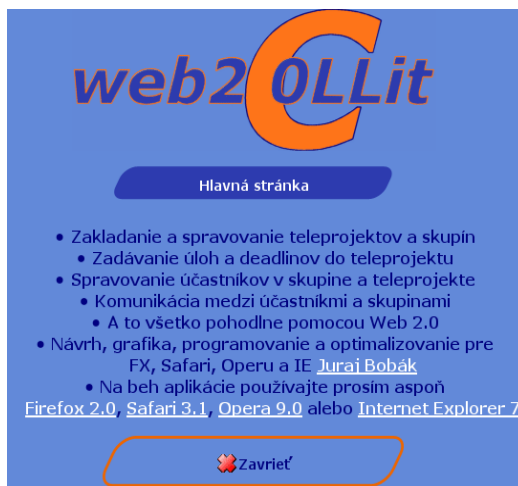 web2COLLit
Hlavná stránka
• Zakladanie a spravovanie teleprojektov a skupín
• Zadávanie úloh a deadlinov do teleprojektu
• Spravovanie účastníkov v skupine a teleprojekte
• Komunikácia medzi účastníkmi a skupinami
• A to všetko pohodlne pomocou Web 2.0
• Návrh, grafika, programovanie a optimalizovanie pre
FX, Safari, Operu a IE Juraj Bobák
• Na beh aplikácie používajte prosím aspoň
Firefox 2.0, Safari 3.1, Opera 9.0 alebo Internet Explorer 7
Zavrieť